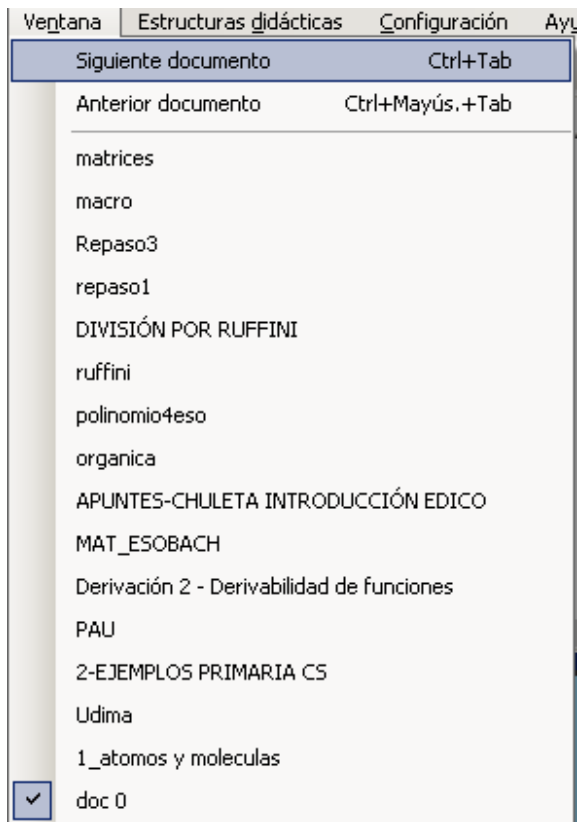 Ventana Estructuras didácticas Configuración Ayu
Siguiente documento Ctrl+Tab
Anterior documento Ctrl+Mayús.+Tab
matrices
macro
Repaso3
repaso1
DIVISIÓN POR RUFFINI
ruffini
polinomio4eso
organica
APUNTES-CHULETA INTRODUCCIÓN EDICO
MAT_ESOBACH
Derivación 2 - Derivabilidad de funciones
PAU
2-EJEMPLOS PRIMARIA CS
Udima
1_atomos y moleculas
doc 0